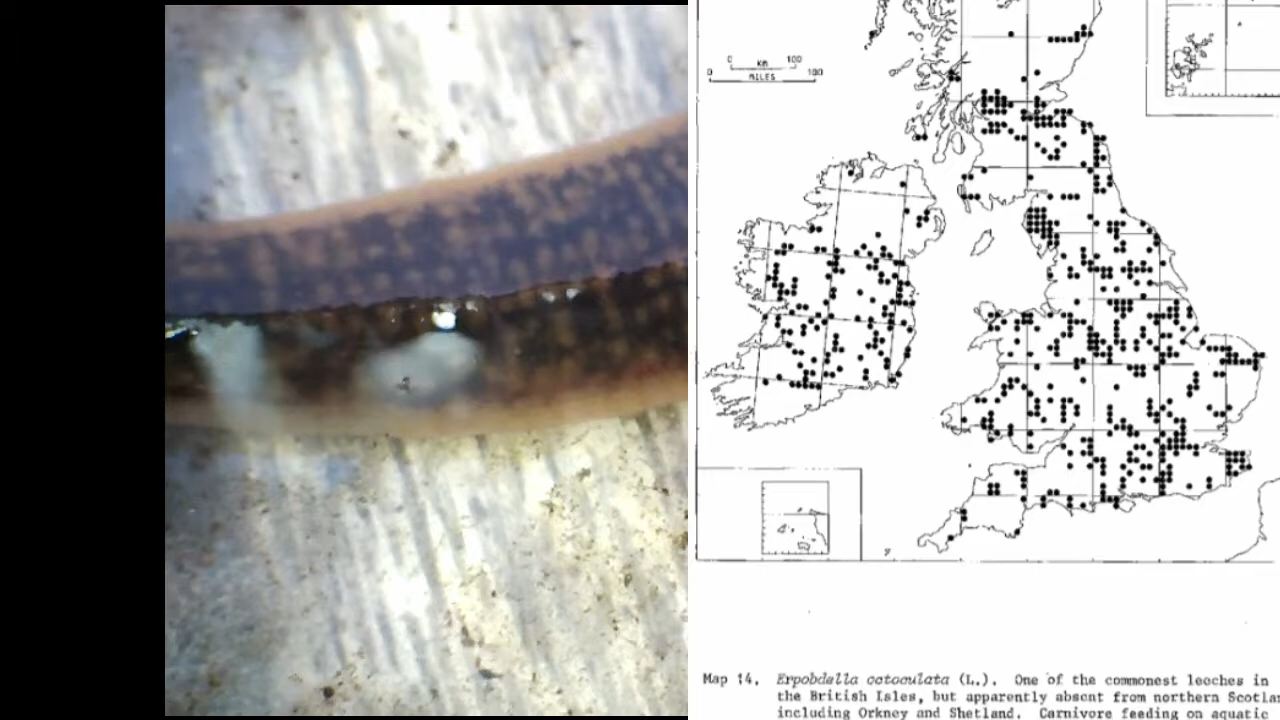 0 KM 100
0 MILES 100
Map 14. Erpobdella octoculata (L.). One of the commonest leeches in
the British Isles, but apparently absent from northern Scotlan
including Orkney and Shetland. Carnivore feeding on aquatic